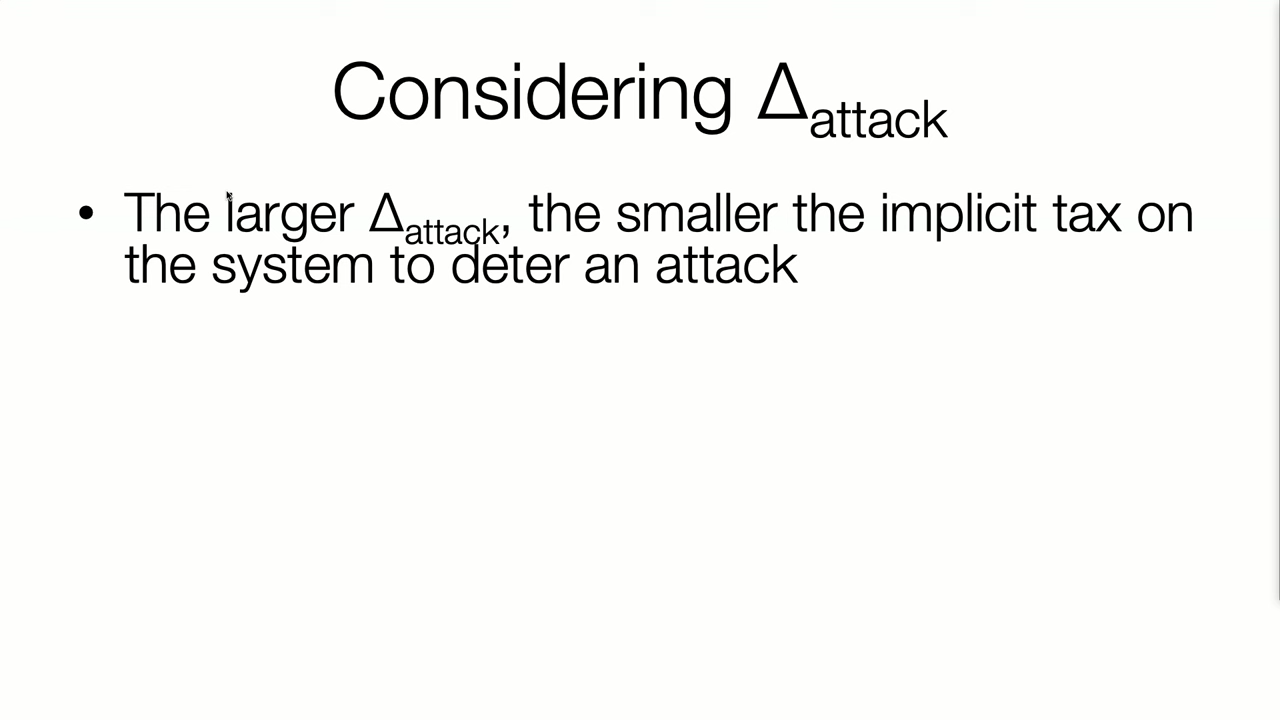 Considering Δattack
• The larger Δattack, the smaller the implicit tax on
the system to deter an attack